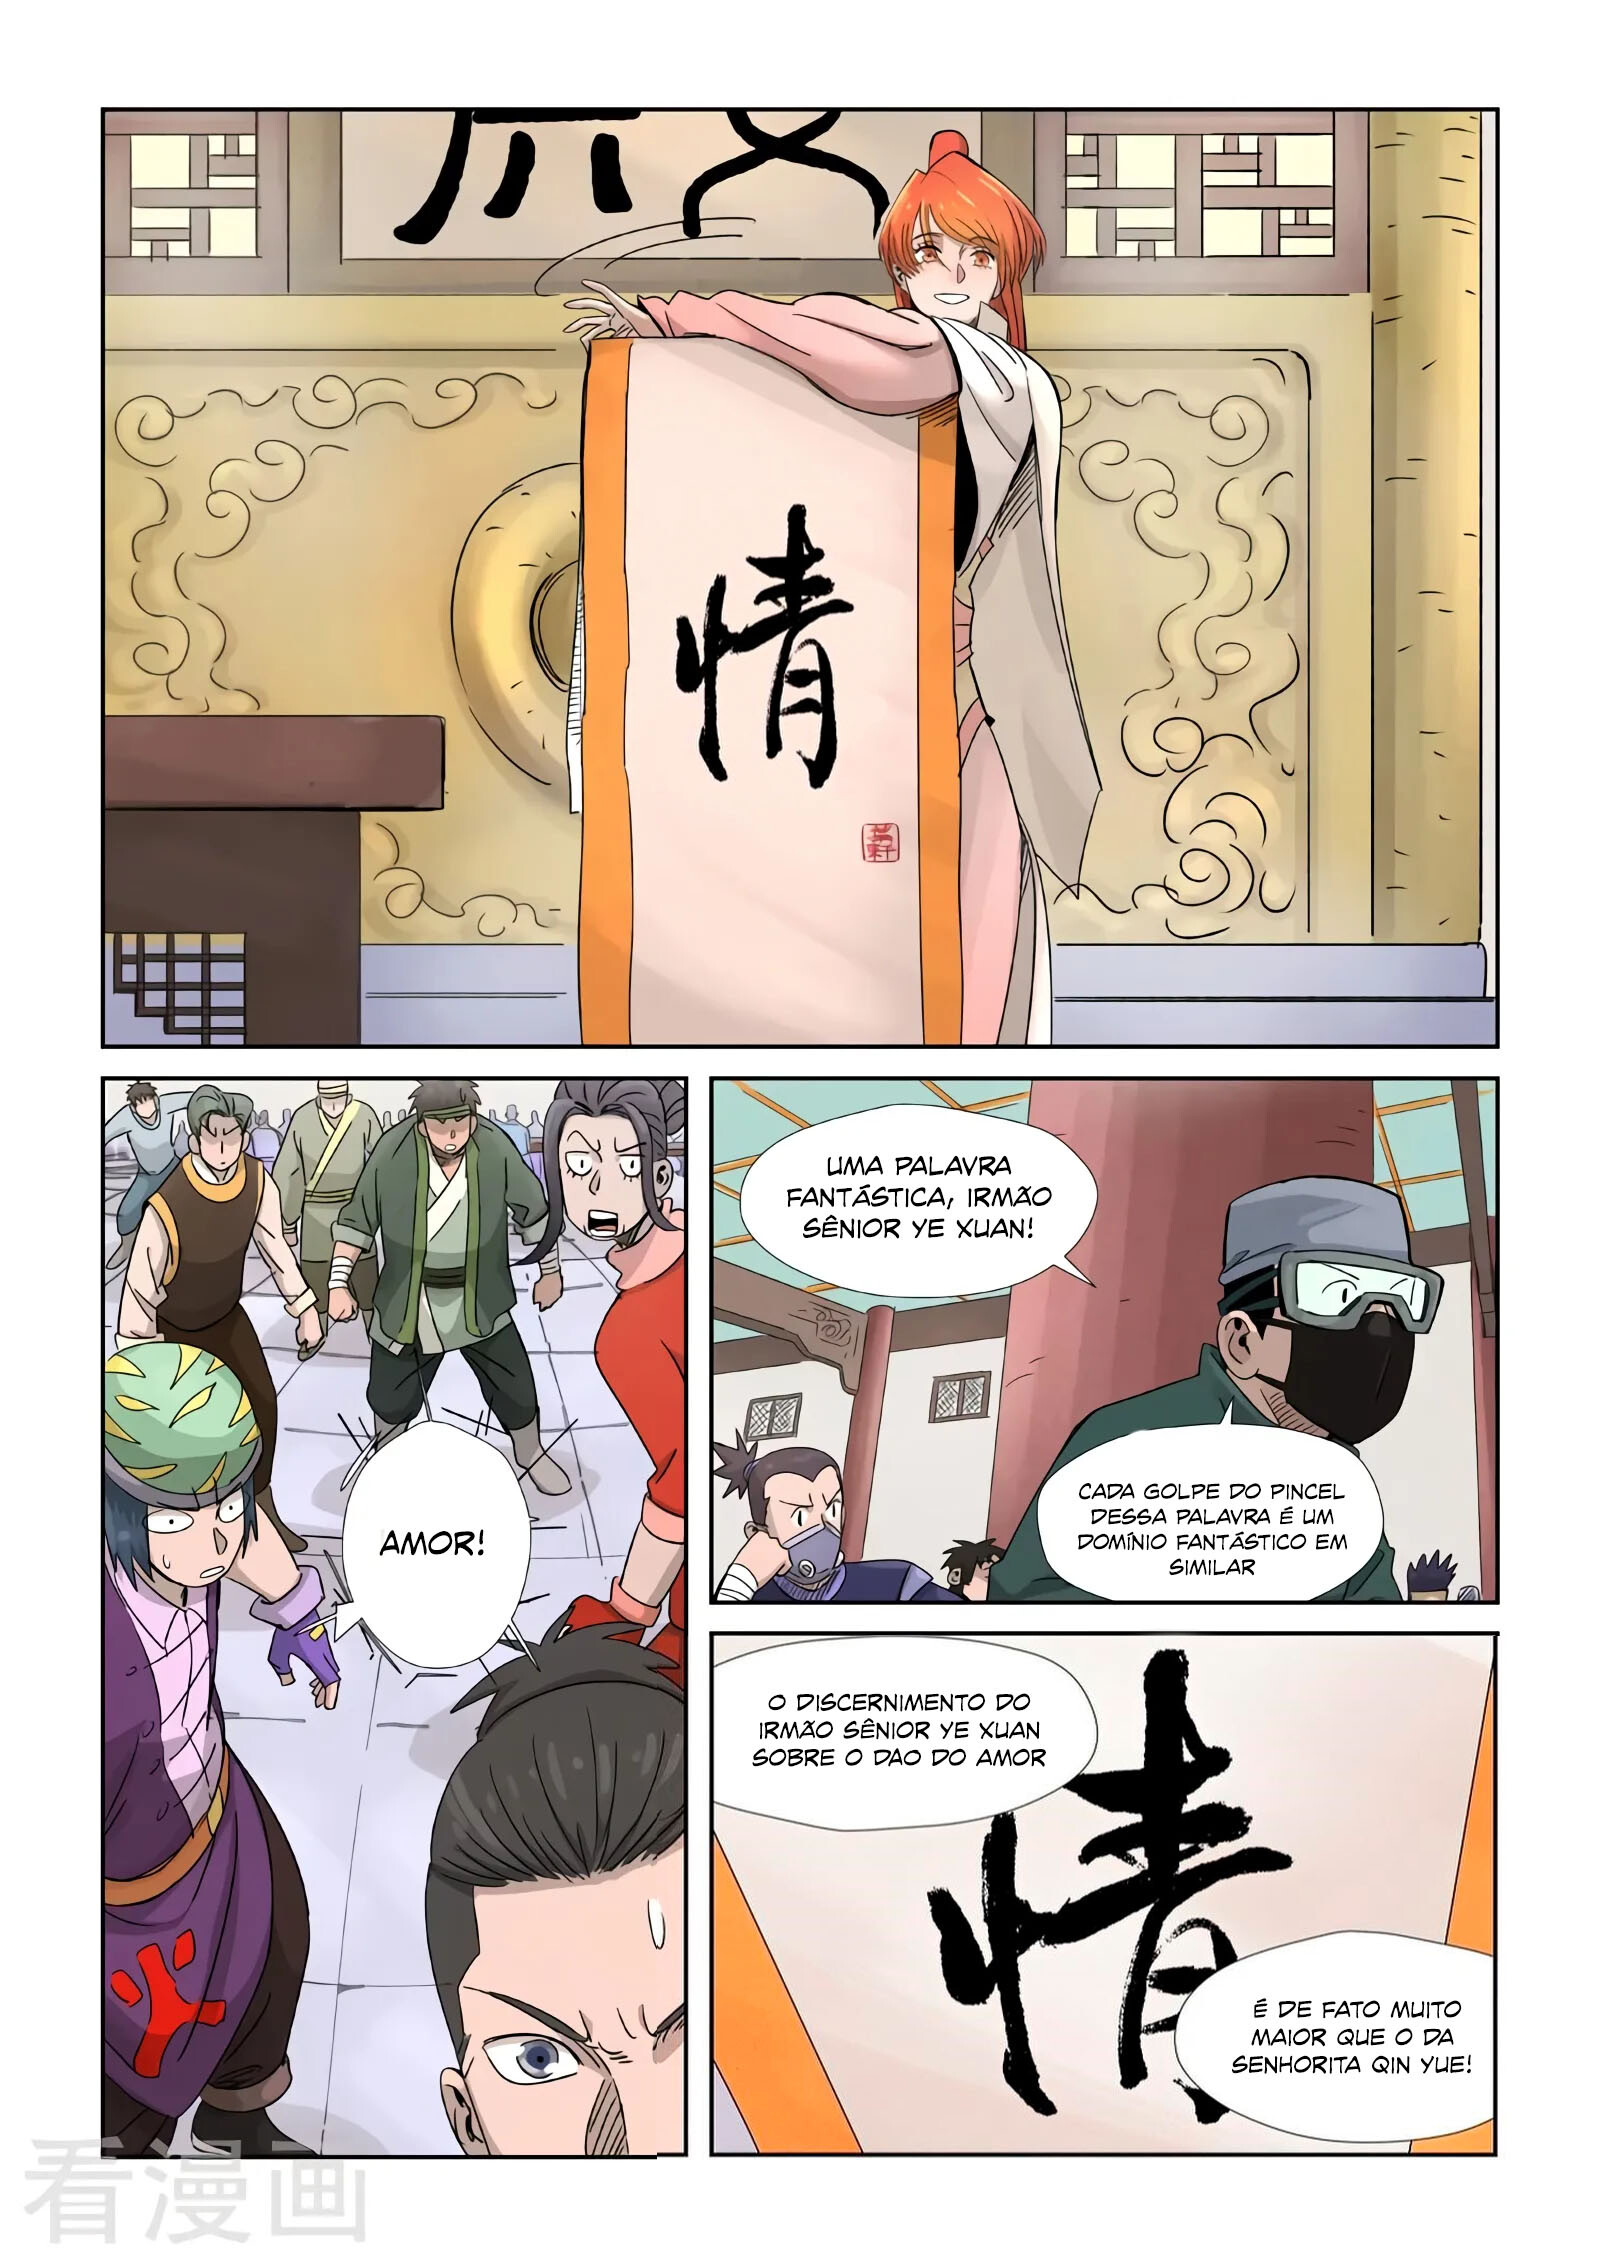 情
AMOR!
UMA PALAVRA
FANTÁSTICA, IRMÃO
SÊNIOR YE XUAN!
CADA GOLPE DO PINCEL
DESSA PALAVRA É UM
DOMÍNIO FANTÁSTICO EM
SIMILAR
O DISCERNIMENTO DO
IRMÃO SÊNIOR YE XUAN
SOBRE O DAO DO AMOR
情
É DE FATO MUITO
MAIOR QUE O DA
SENHORITA QIN YUE!
火
看漫画